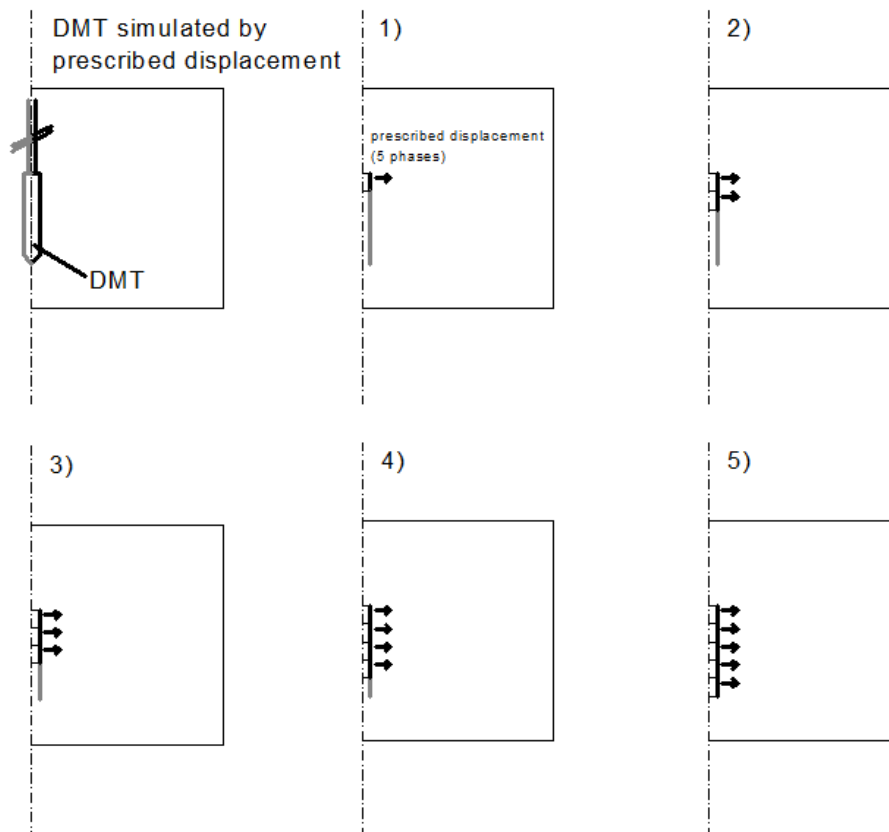 DMT simulated by
prescribed displacement
DMT
1)
prescribed displacement
(5 phases)
2)
3)
4)
5)